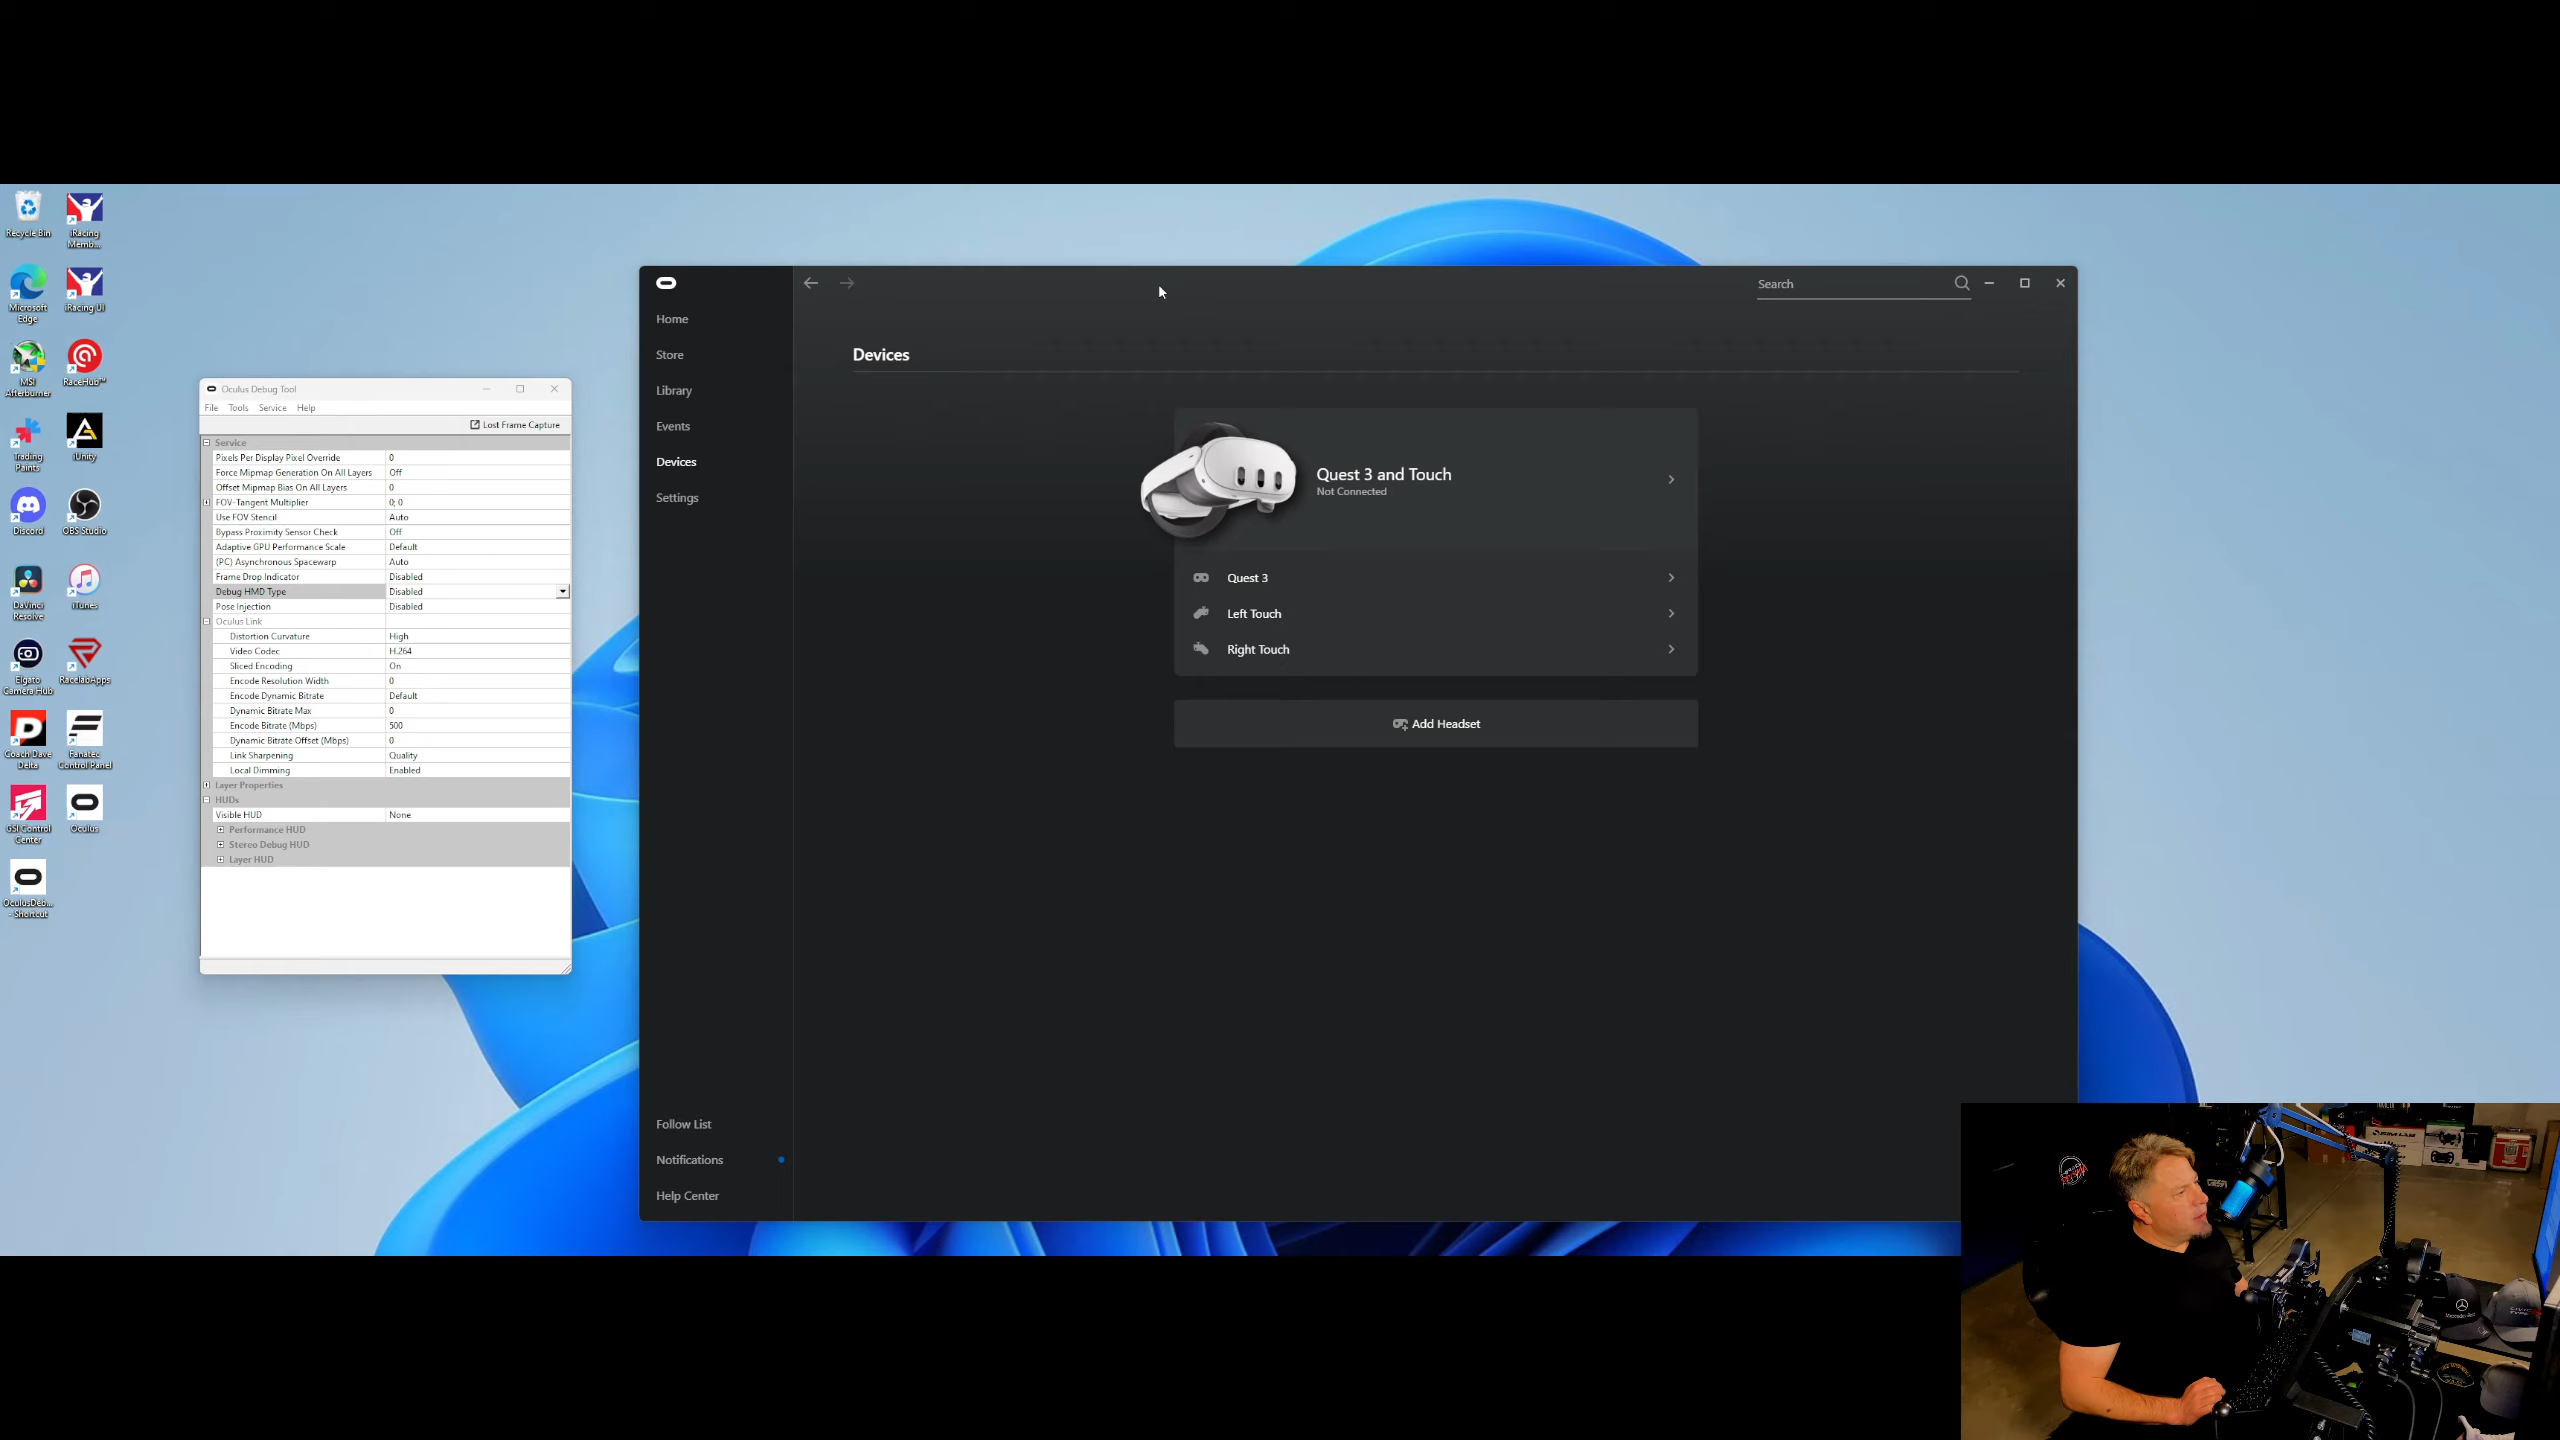 Recycle Bin
iRacing
Memb...
Microsoft
Edge
iRacing UI
MSI
Afterburner
RaceHub™
Trading
Paints
iUnity
Discord
OBS Studio
DaVinci
Resolve
iTunes
Elgato
Camera Hub
RacelabApps
Coach Dave
Delta
Fanatec
Control Panel
GSI Control
Center
Oculus
OculusDeb...
- Shortcut
Oculus Debug Tool
File Tools Service Help
Lost Frame Capture
Service
Pixels Per Display Pixel Override 0
Force Mipmap Generation On All Layers Off
Offset Mipmap Bias On All Layers 0
FOV-Tangent Multiplier 0; 0
Use FOV Stencil Auto
Bypass Proximity Sensor Check Off
Adaptive GPU Performance Scale Default
(PC) Asynchronous Spacewarp Auto
Frame Drop Indicator Disabled
Debug HMD Type Disabled
Pose Injection Disabled
Oculus Link
Distortion Curvature High
Video Codec H.264
Sliced Encoding On
Encode Resolution Width 0
Encode Dynamic Bitrate Default
Dynamic Bitrate Max 0
Encode Bitrate (Mbps) 500
Dynamic Bitrate Offset (Mbps) 0
Link Sharpening Quality
Local Dimming Enabled
Layer Properties
HUDs
Visible HUD None
Performance HUD
Stereo Debug HUD
Layer HUD
Search
Home
Store
Library
Events
Devices
Settings
Follow List
Notifications
Help Center
Devices
Quest 3 and Touch
Not Connected
Quest 3
Left Touch
Right Touch
Add Headset